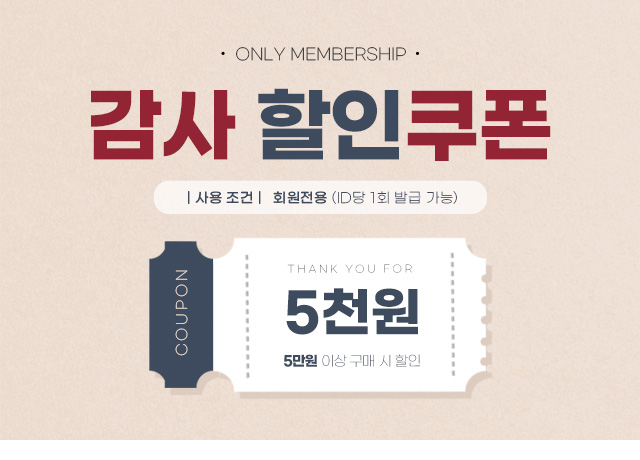 • ONLY MEMBERSHIP •
감사 할인쿠폰
| 사용 조건 | 회원전용 (ID당 1회 발급 가능)
COUPON
THANK YOU FOR
5천원
5만원 이상 구매 시 할인